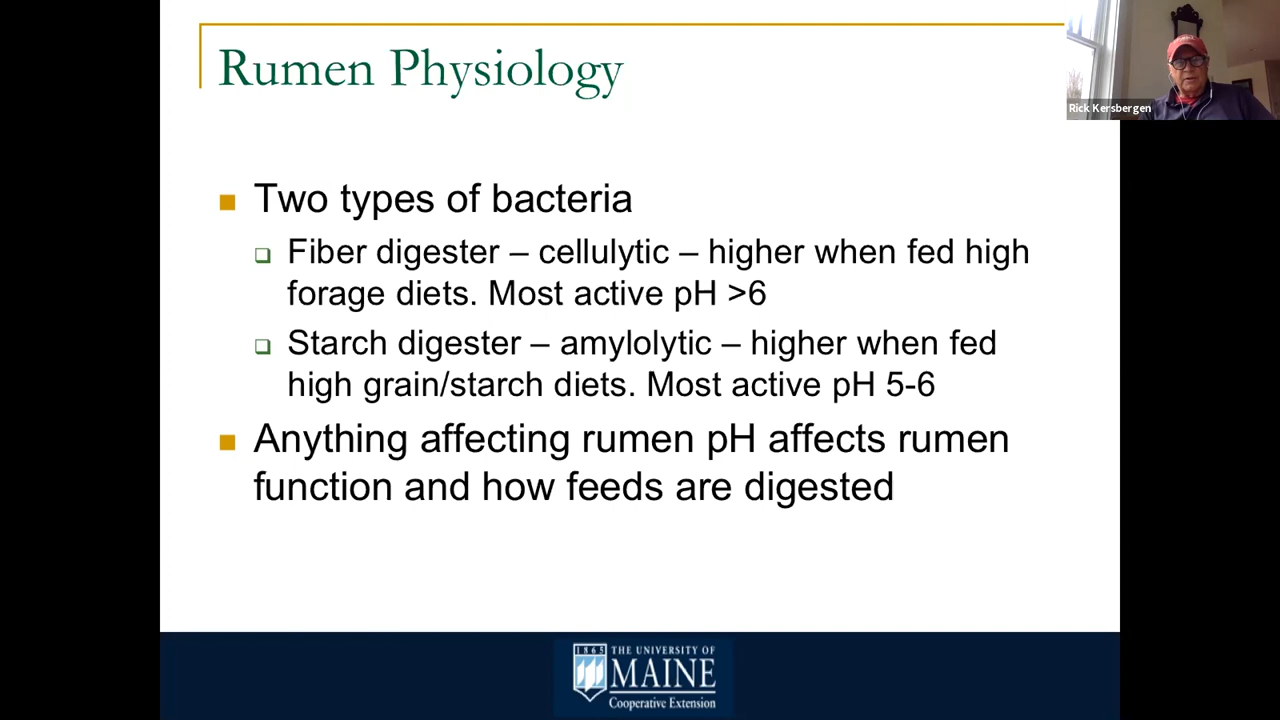 Rumen Physiology
Rick Kersbergen
Two types of bacteria
Fiber digester – cellulytic – higher when fed high
forage diets. Most active pH >6
Starch digester – amylolytic – higher when fed
high grain/starch diets. Most active pH 5-6
Anything affecting rumen pH affects rumen
function and how feeds are digested
1865
THE UNIVERSITY OF
MAINE
Cooperative Extension